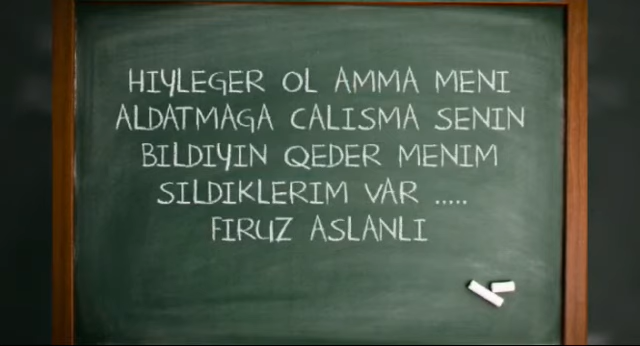 HIYLEGER OL AMMA MENI
ALDATMAGA CALISMA SENIN
BILDIYIN QEDER MENIM
SILDIKLERIM VAR .....
FIRUZ ASLANLI